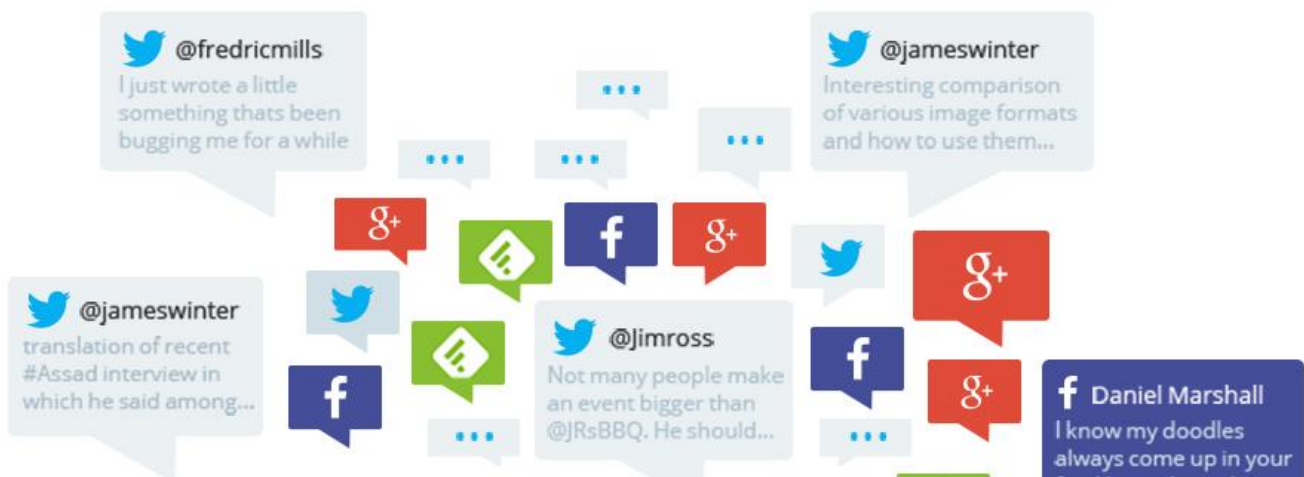 @fredricmills
I just wrote a little
something thats been
bugging me for a while
@jameswinter
Interesting comparison
of various image formats
and how to use them...
g+
f
g+
g+
@jameswinter
translation of recent
#Assad interview in
which he said among...
@Jimross
Not many people make
an event bigger than
@JRsBBQ. He should...
f
f
g+
f Daniel Marshall
I know my doodles
always come up in your